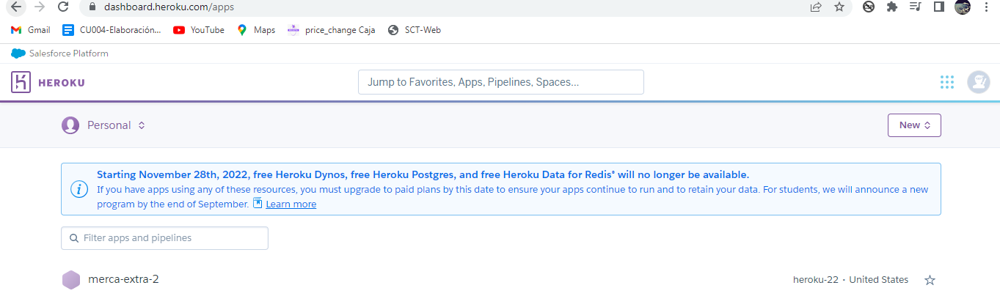 dashboard.heroku.com/apps
Gmail CU004-Elaboración... YouTube Maps price_change Caja SCT-Web
Salesforce Platform
HEROKU Jump to Favorites, Apps, Pipelines, Spaces...
Personal New
Starting November 28th, 2022, free Heroku Dynos, free Heroku Postgres, and free Heroku Data for Redis® will no longer be available.
If you have apps using any of these resources, you must upgrade to paid plans by this date to ensure your apps continue to run and to retain your data. For students, we will announce a new
program by the end of September. Learn more
Filter apps and pipelines
merca-extra-2 heroku-22 · United States